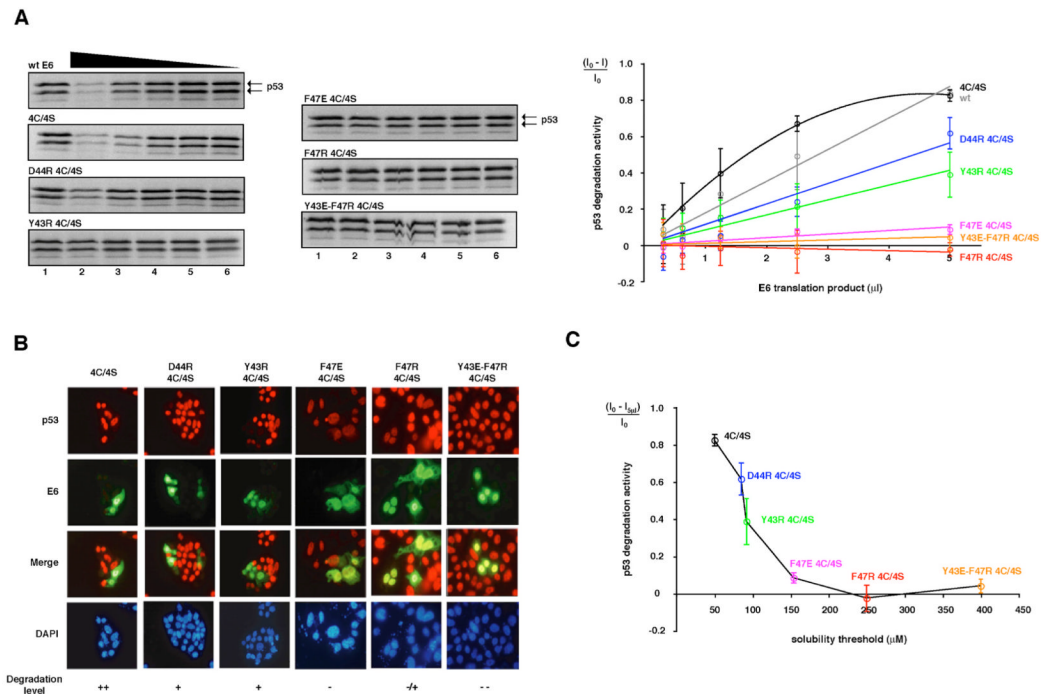 A
wt E6
p53
4C/4S
D44R 4C/4S
Y43R 4C/4S
1 2 3 4 5 6
F47E 4C/4S
p53
F47R 4C/4S
Y43E-F47R 4C/4S
1 2 3 4 5 6
(I0 - I)
I0
p53 degradation activity
1.0
0.8
0.6
0.4
0.2
0
-0.2
1 2 3 4 5
E6 translation product (µl)
4C/4S
wt
D44R 4C/4S
Y43R 4C/4S
F47E 4C/4S
Y43E-F47R 4C/4S
F47R 4C/4S
B
4C/4S
D44R 4C/4S
Y43R 4C/4S
F47E 4C/4S
F47R 4C/4S
Y43E-F47R 4C/4S
p53
E6
Merge
DAPI
Degradation level
++ + + - -/+ --
C
(I0 - I5µl)
I0
p53 degradation activity
1.0
0.8
0.6
0.4
0.2
0
-0.2
4C/4S
D44R 4C/4S
Y43R 4C/4S
F47E 4C/4S
F47R 4C/4S
Y43E-F47R 4C/4S
50 100 150 200 250 300 350 400 450
solubility threshold (µM)